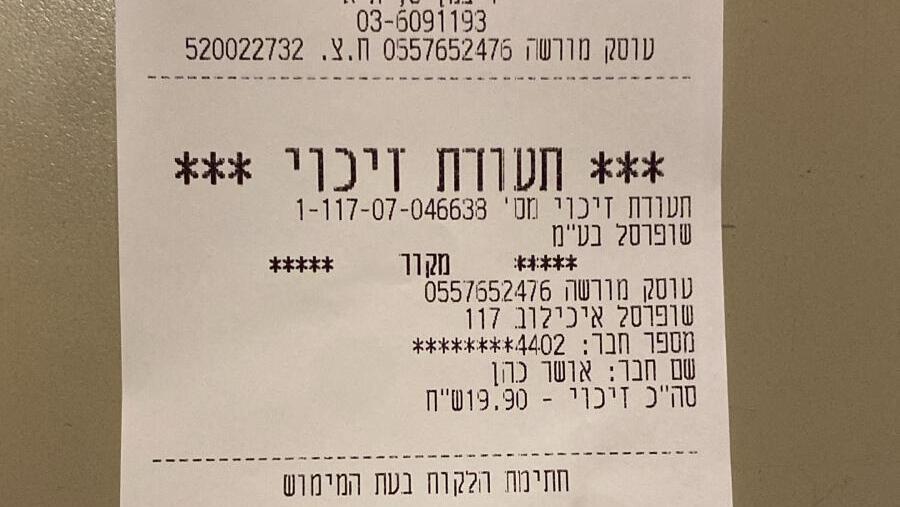 03-6091193
עוסק מורשה 0557652476 ח.צ. 520022732
*** תעודת זיכוי ***
תעודת זיכוי מס' 1-117-07-046638
שופרסל בע"מ
***** מקור *****
עוסק מורשה 0557652476
שופרסל איכילוב 117
מספר חבר: 4402********
שם חבר: אושר כהן
סה"כ זיכוי - 19.90ש"ח
חתימת הלקוח בעת המימוש